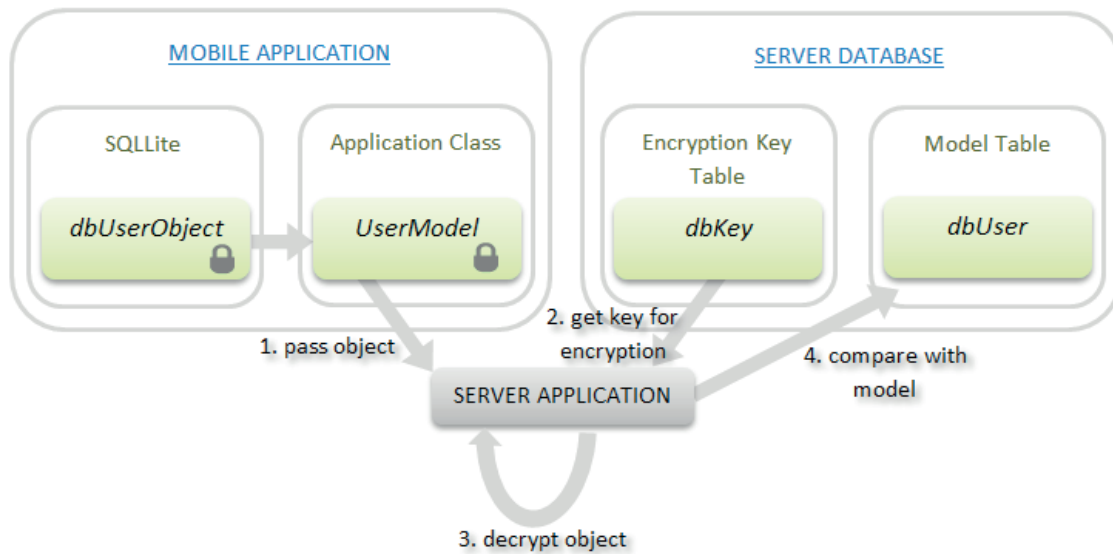 MOBILE APPLICATION
SQLLite
dbUserObject
Application Class
UserModel
SERVER DATABASE
Encryption Key
Table
dbKey
Model Table
dbUser
1. pass object
2. get key for
encryption
4. compare with
model
SERVER APPLICATION
3. decrypt object